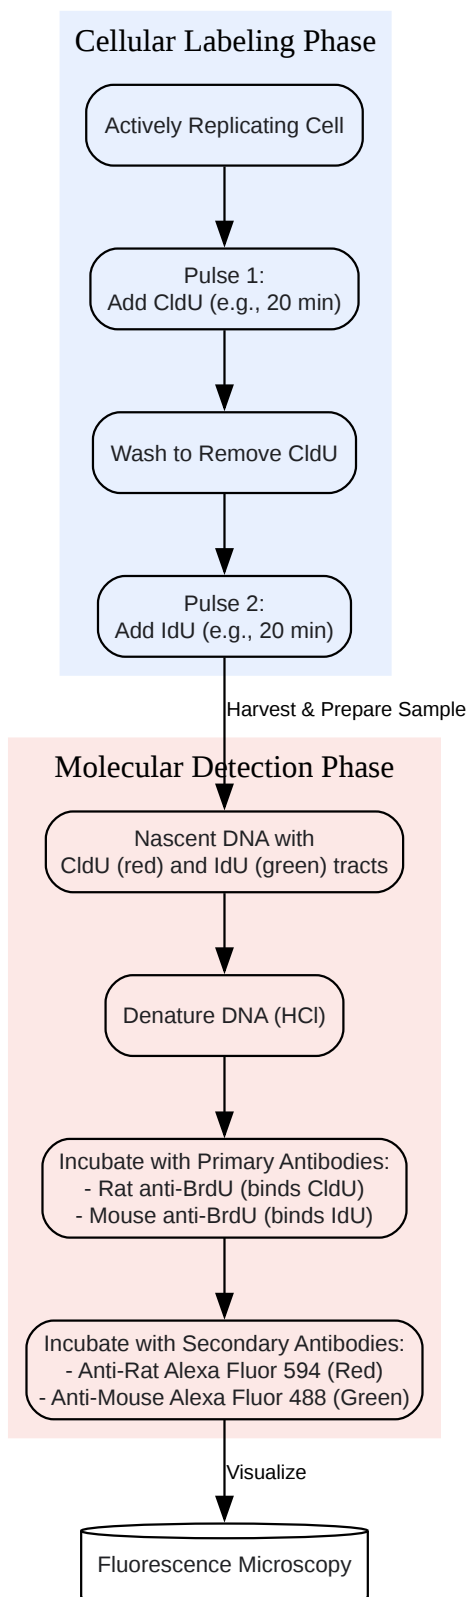 Cellular Labeling Phase
Actively Replicating Cell
Pulse 1:
Add CldU (e.g., 20 min)
Wash to Remove CldU
Pulse 2:
Add IdU (e.g., 20 min)
Harvest & Prepare Sample
Molecular Detection Phase
Nascent DNA with
CldU (red) and IdU (green) tracts
Denature DNA (HCl)
Incubate with Primary Antibodies:
- Rat anti-BrdU (binds CldU)
- Mouse anti-BrdU (binds IdU)
Incubate with Secondary Antibodies:
- Anti-Rat Alexa Fluor 594 (Red)
- Anti-Mouse Alexa Fluor 488 (Green)
Visualize
Fluorescence Microscopy